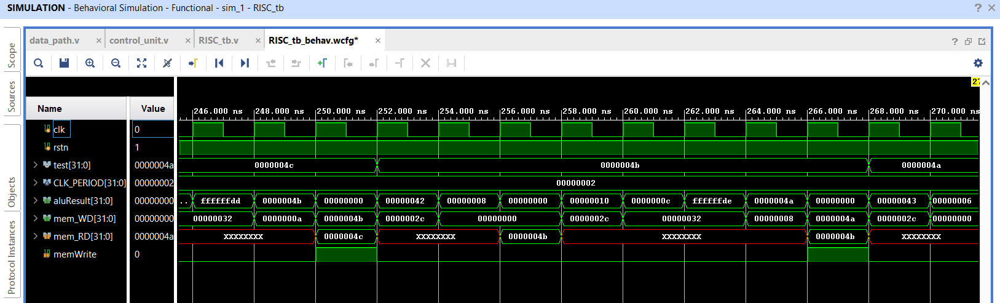 SIMULATION - Behavioral Simulation - Functional - sim_1 - RISC_tb ? ×
data_path.v × control_unit.v × RISC_tb.v × RISC_tb_behav.wcfg* × ?
Scope
Sources
Objects
Protocol Instances
27
Name Value
246.000 ns 248.000 ns 250.000 ns 252.000 ns 254.000 ns 256.000 ns 258.000 ns 260.000 ns 262.000 ns 264.000 ns 266.000 ns 268.000 ns 270.000 ns
clk 0
rstn 1
test[31:0] 0000004a 0000004c 0000004b 0000004a
CLK_PERIOD[31:0] 00000002 00000002
aluResult[31:0] 00000000 .. ffffffdd 0000004b 00000000 00000042 00000008 00000000 00000010 0000000c ffffffde 0000004a 00000000 00000043 00000006
mem_WD[31:0] 00000000 00000032 0000000a 0000004b 0000002c 00000000 0000002c 00000032 00000008 0000004a 0000002c 00000000
mem_RD[31:0] 0000004a XXXXXXXX 0000004c XXXXXXXX 0000004b XXXXXXXX 0000004b XXXXXXXX
memWrite 0